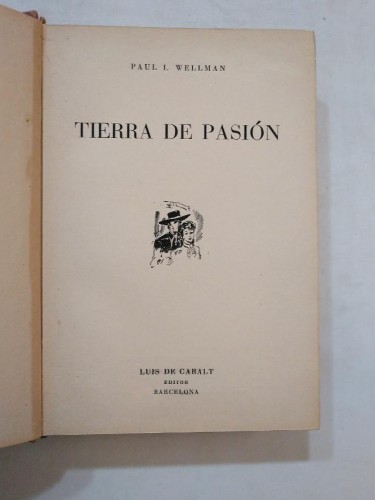 PAUL I. WELLMAN
TIERRA DE PASIÓN
LUIS DE CARALT
EDITOR
BARCELONA